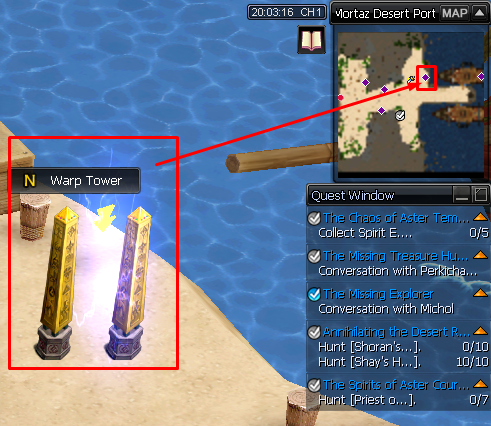 20:03:16 CH1
Mortaz Desert Port
MAP
N Warp Tower
Quest Window
The Chaos of Aster Tem...
Collect Spirit E.... 0/5
The Missing Treasure Hu...
Conversation with Perkicha...
The Missing Explorer
Conversation with Michol
Annihilating the Desert R...
Hunt [Shoran's...]. 0/10
Hunt [Shay's H...]. 10/10
The Spirits of Aster Cour...
Hunt [Priest o...]. 0/7